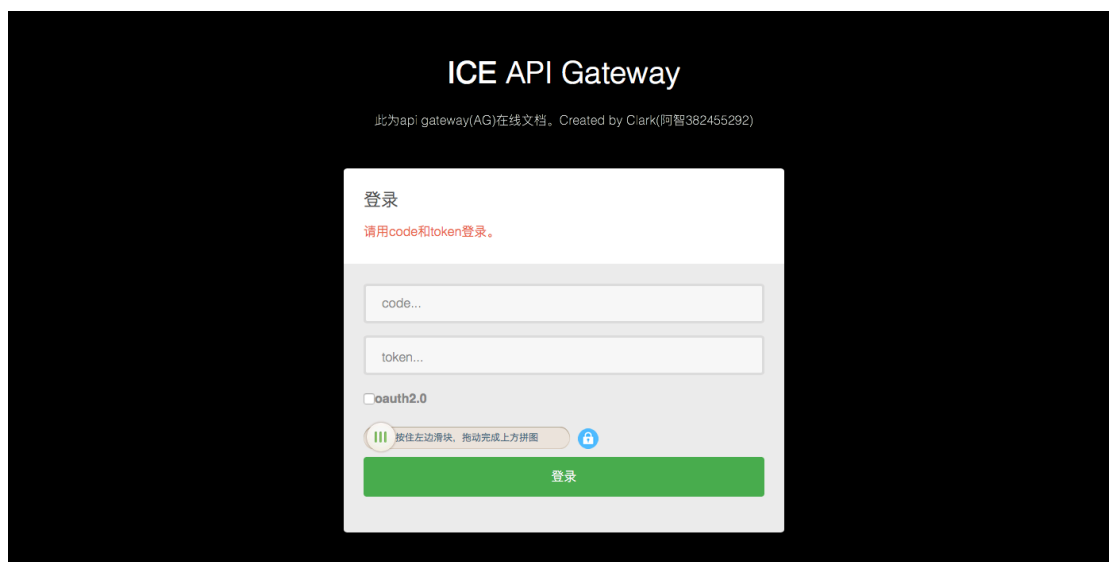 ICE API Gateway
此为api gateway(AG)在线文档。Created by Clark(阿智382455292)
登录
请用code和token登录。
code...
token...
oauth2.0
按住左边滑块，拖动完成上方拼图
登录